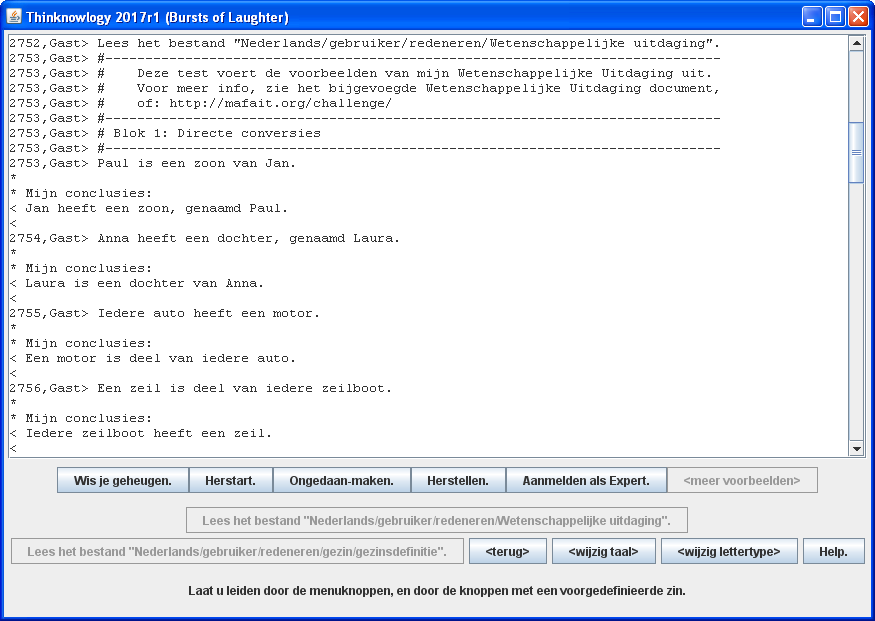 Thinknowlogy 2017r1 (Bursts of Laughter)
2752,Gast> Lees het bestand "Nederlands/gebruiker/redeneren/Wetenschappelijke uitdaging".
2753,Gast> #-----------------------------------------------------------------------------
2753,Gast> #    Deze test voert de voorbeelden van mijn Wetenschappelijke Uitdaging uit.
2753,Gast> #    Voor meer info, zie het bijgevoegde Wetenschappelijke Uitdaging document,
2753,Gast> #    of: http://mafait.org/challenge/
2753,Gast> #-----------------------------------------------------------------------------
2753,Gast> # Blok 1: Directe conversies
2753,Gast> #-----------------------------------------------------------------------------
2753,Gast> Paul is een zoon van Jan.
*
* Mijn conclusies:
< Jan heeft een zoon, genaamd Paul.
<
2754,Gast> Anna heeft een dochter, genaamd Laura.
*
* Mijn conclusies:
< Laura is een dochter van Anna.
<
2755,Gast> Iedere auto heeft een motor.
*
* Mijn conclusies:
< Een motor is deel van iedere auto.
<
2756,Gast> Een zeil is deel van iedere zeilboot.
*
* Mijn conclusies:
< Iedere zeilboot heeft een zeil.
<
Wis je geheugen. Herstart. Ongedaan-maken. Herstellen. Aanmelden als Expert. <meer voorbeelden>
Lees het bestand "Nederlands/gebruiker/redeneren/Wetenschappelijke uitdaging".
Lees het bestand "Nederlands/gebruiker/redeneren/gezin/gezinsdefinitie". <terug> <wijzig taal> <wijzig lettertype> Help.
Laat u leiden door de menuknoppen, en door de knoppen met een voorgedefinieerde zin.